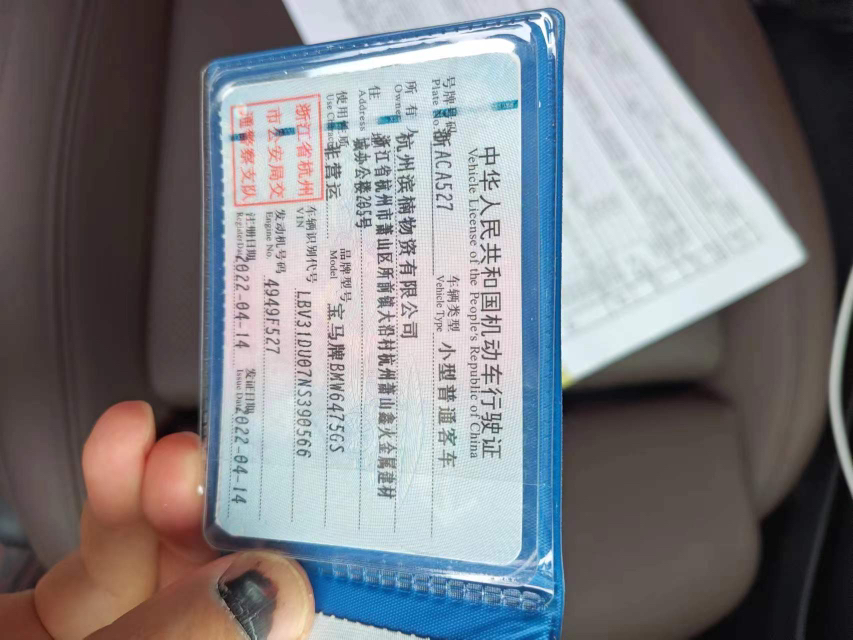 中华人民共和国机动车行驶证
Vehicle License of the People's Republic of China
号牌号码 浙ACA527 车辆类型 小型普通客车
Plate No. Vehicle Type
所有人 杭州滨楠物资有限公司
Owner
住 浙江省杭州市萧山区所前镇大沿村杭州萧山鑫火金属建材
Address 城办公楼205号
使用性质 非营运 品牌型号 宝马牌BMW6475GS
Use Character Model
浙江省杭州
市公安局交
通警察支队
车辆识别代号 LBV31DU07NS390566
VIN
发动机号码 4949F527
Engine No.
注册日期 2022-04-14 发证日期 2022-04-14
Register Date Issue Date